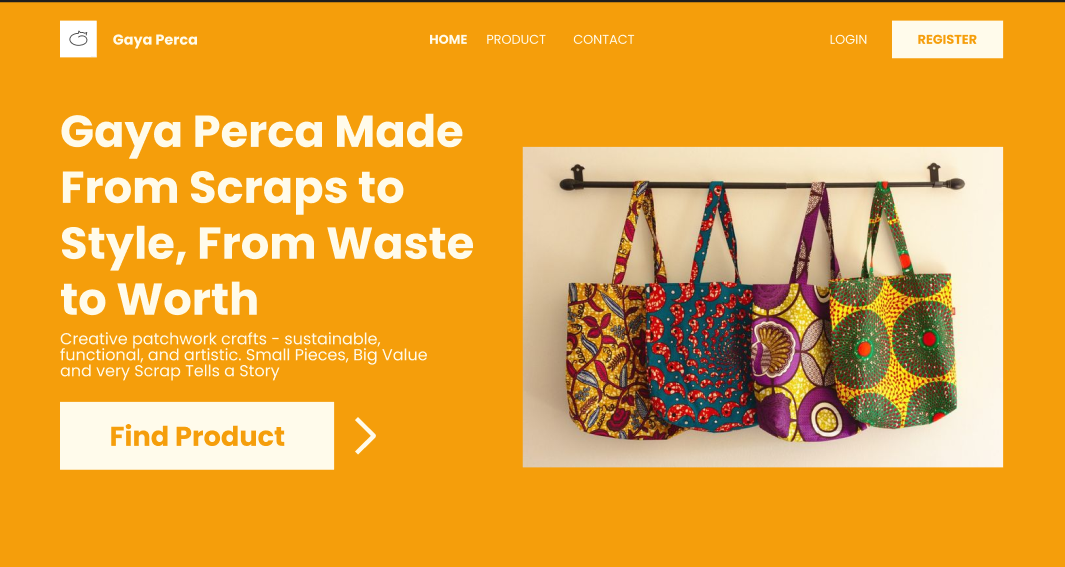 Gaya Perca
HOME
PRODUCT
CONTACT
LOGIN
REGISTER
Gaya Perca Made
From Scraps to
Style, From Waste
to Worth
Creative patchwork crafts - sustainable,
functional, and artistic. Small Pieces, Big Value
and very Scrap Tells a Story
Find Product